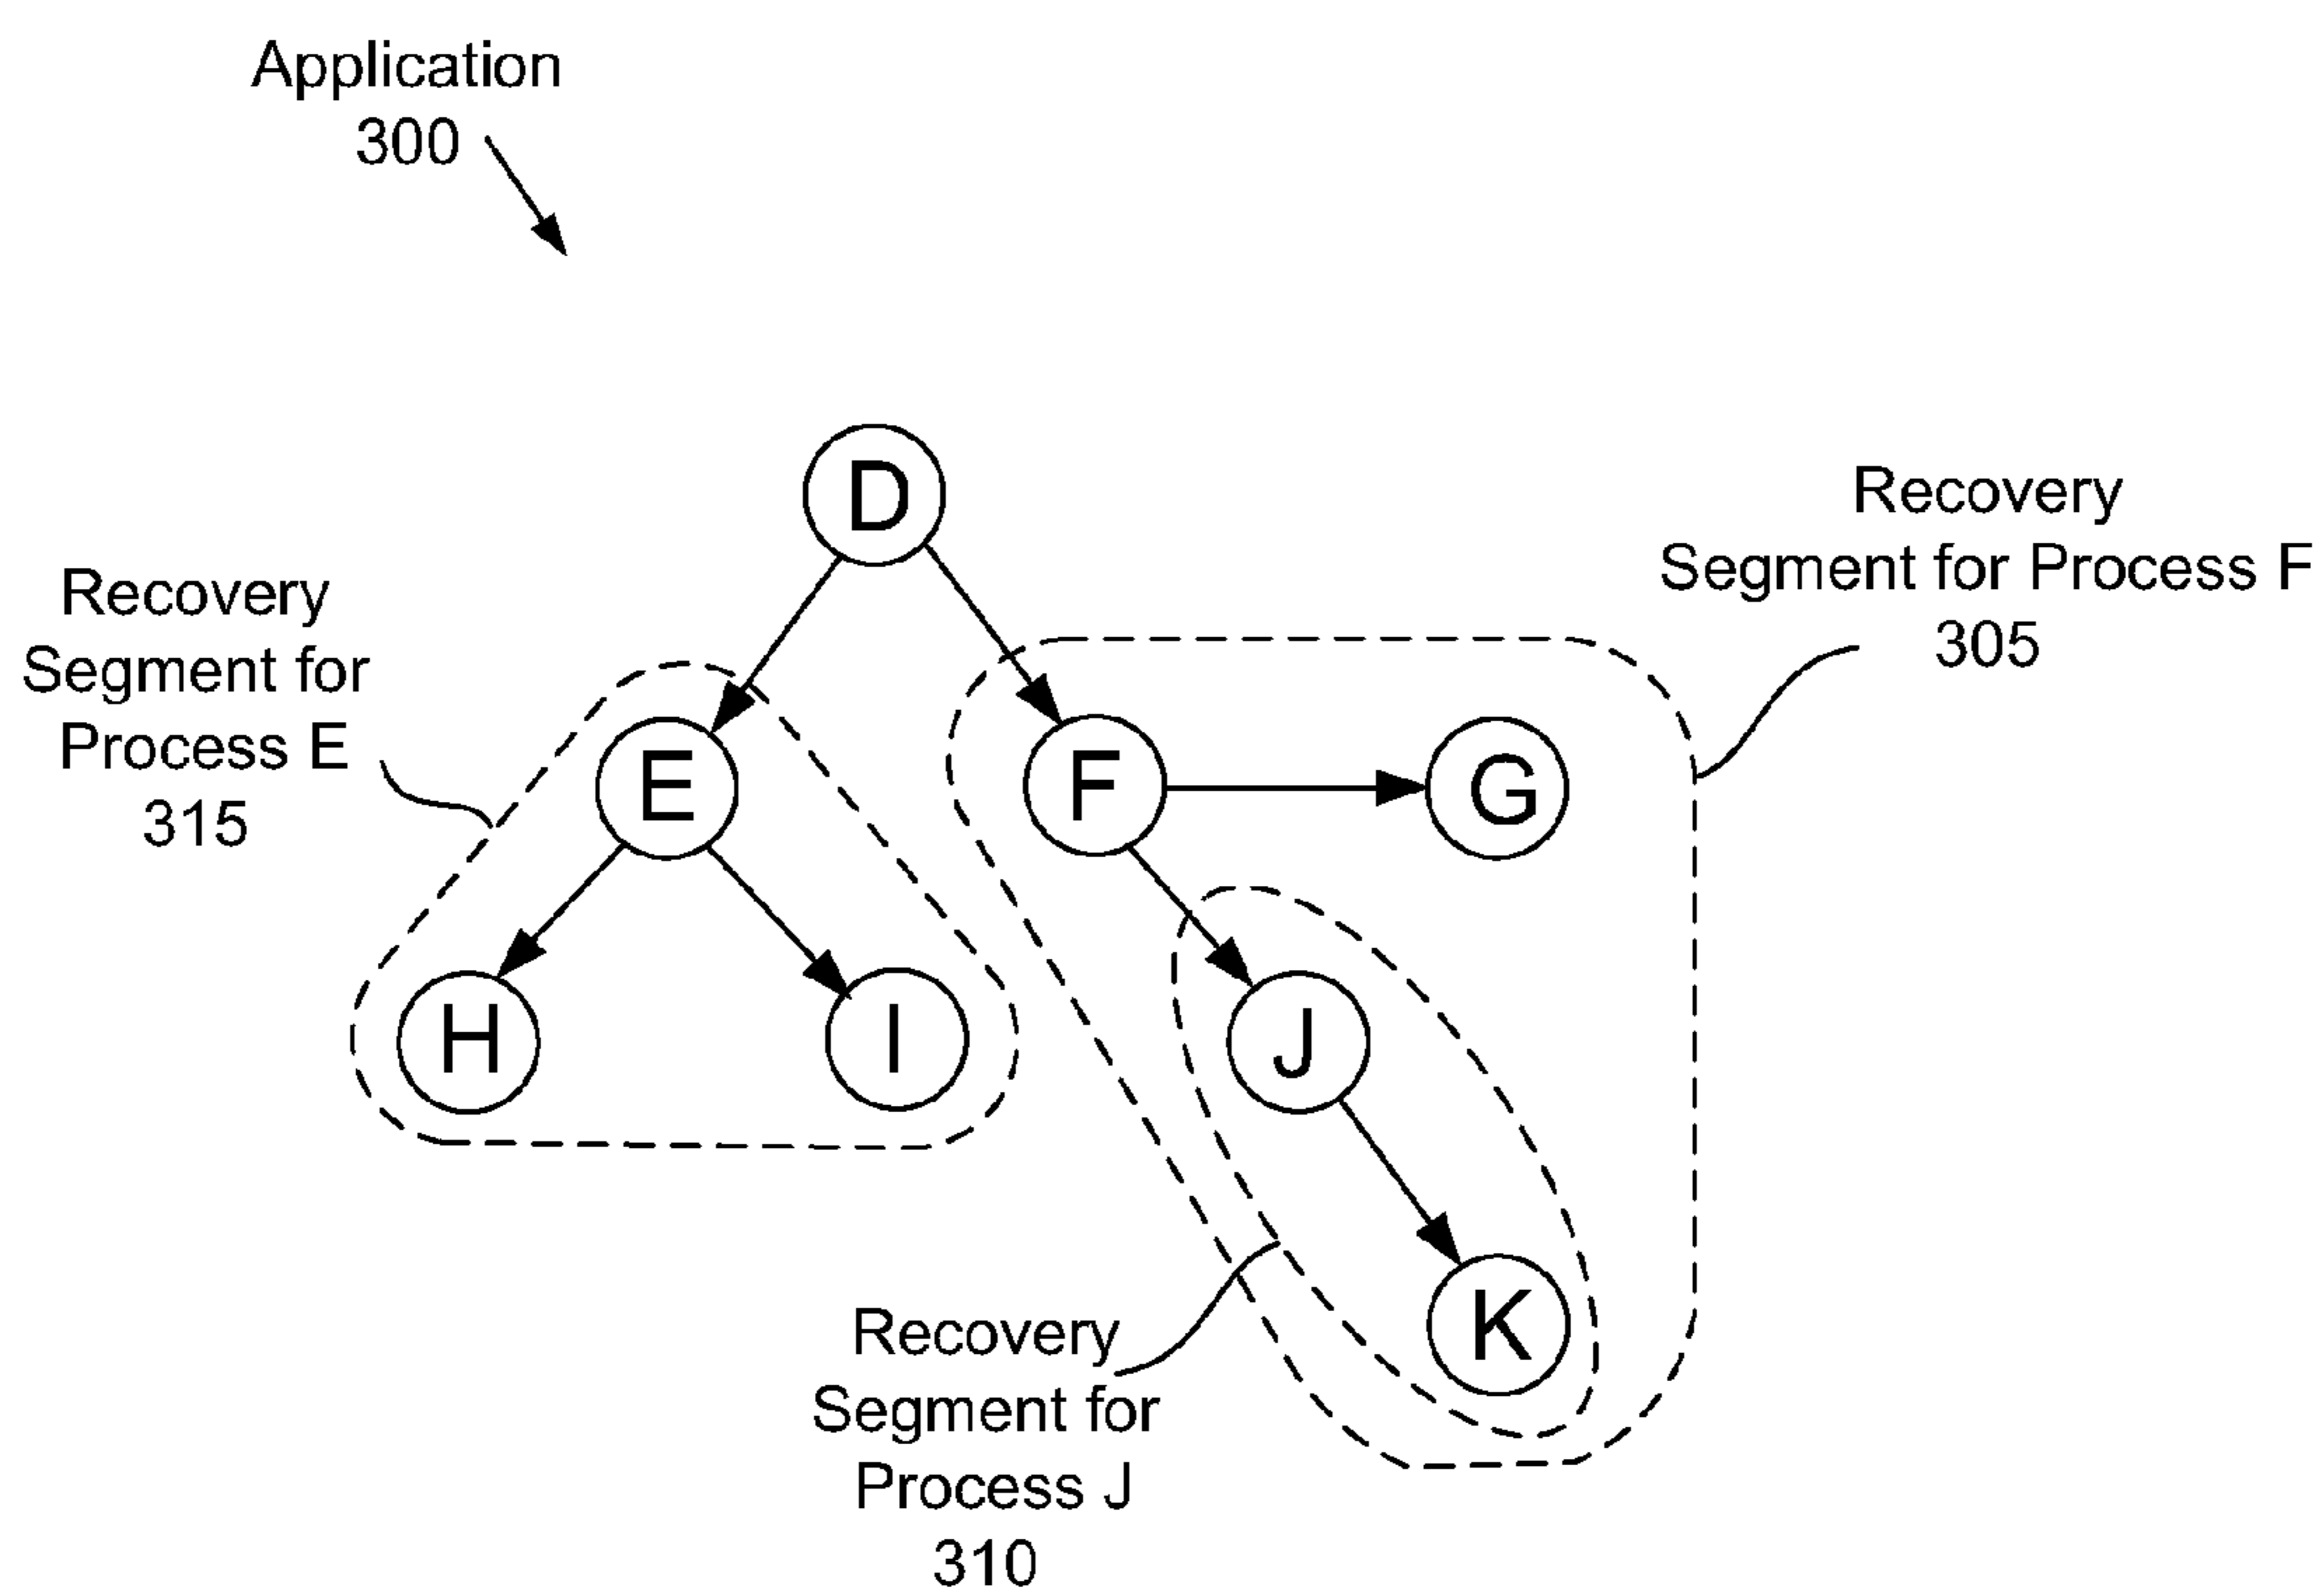 Application
300
D
Recovery
Segment for Process F
305
Recovery
Segment for
Process E
315
E
F
G
H
I
J
K
Recovery
Segment for
Process J
310